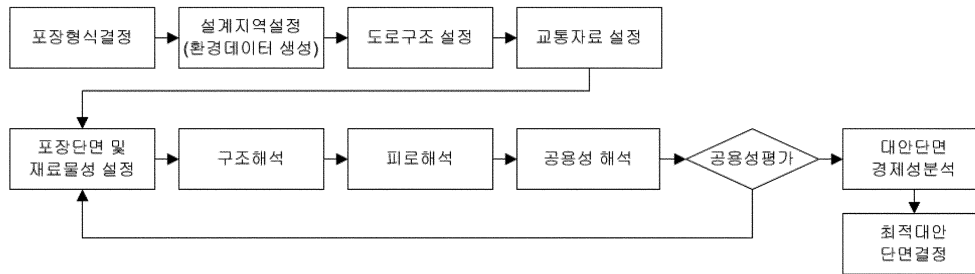 포장형식결정
설계지역설정
(환경데이터 생성)
도로구조 설정
교통자료 설정
포장단면 및
재료물성 설정
구조해석
피로해석
공용성 해석
공용성평가
대안단면
경제성분석
최적대안
단면결정